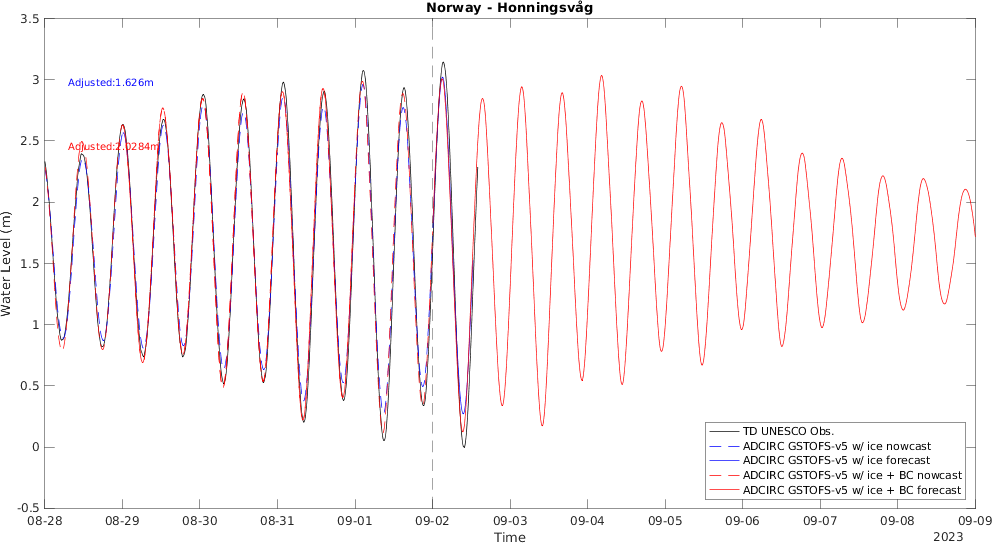 Norway - Honningsvåg
3.5
3
2.5
2
1.5
1
0.5
0
-0.5
Water Level (m)
Adjusted:1.626m
Adjusted:2.0284m
TD UNESCO Obs.
ADCIRC GSTOFS-v5 w/ ice nowcast
ADCIRC GSTOFS-v5 w/ ice forecast
ADCIRC GSTOFS-v5 w/ ice + BC nowcast
ADCIRC GSTOFS-v5 w/ ice + BC forecast
08-28 08-29 08-30 08-31 09-01 09-02 09-03 09-04 09-05 09-06 09-07 09-08 09-09
Time
2023